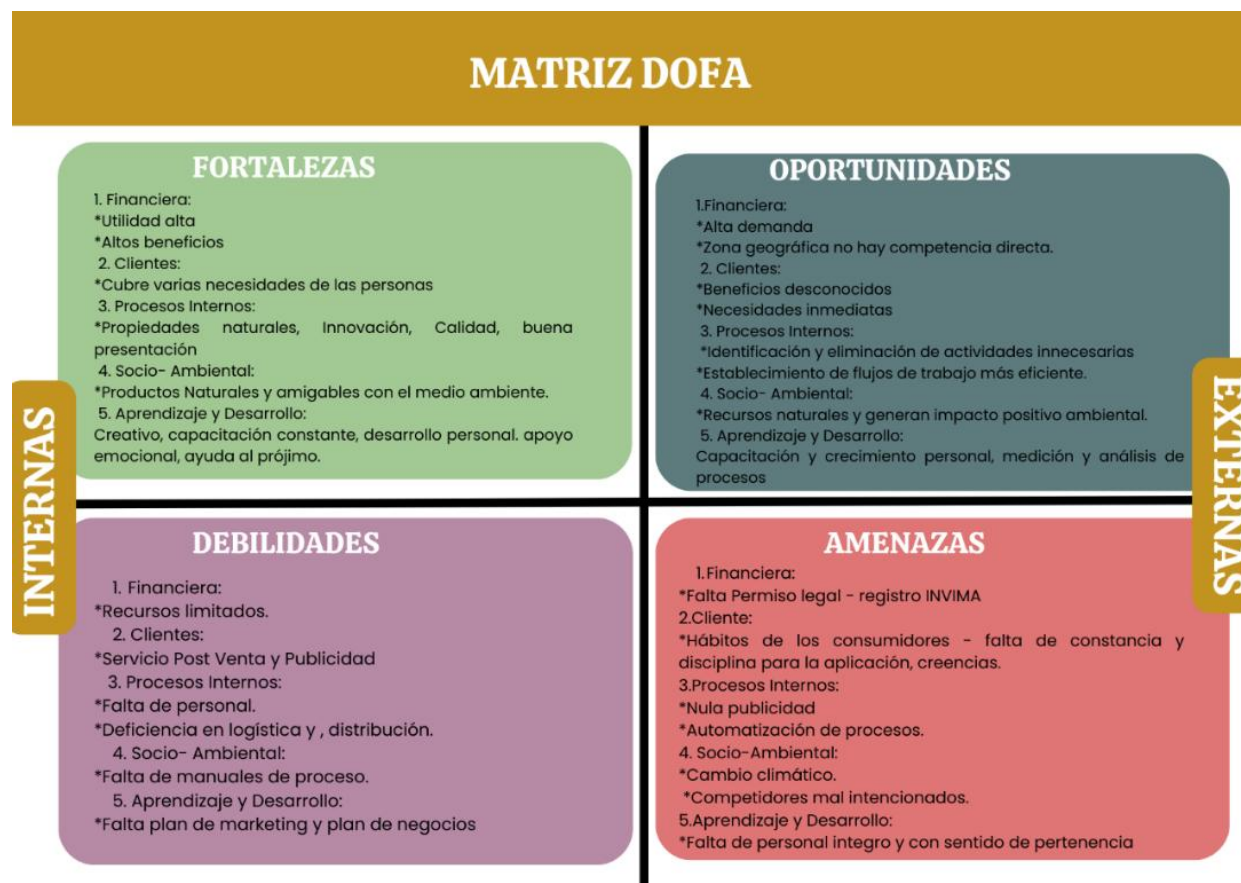 MATRIZ DOFA
FORTALEZAS
1. Financiera:
*Utilidad alta
*Altos beneficios
2. Clientes:
*Cubre varias necesidades de las personas
3. Procesos Internos:
*Propiedades naturales, Innovación, Calidad, buena
presentación
4. Socio- Ambiental:
*Productos Naturales y amigables con el medio ambiente.
5. Aprendizaje y Desarrollo:
Creativo, capacitación constante, desarrollo personal. apoyo
emocional, ayuda al prójimo.
OPORTUNIDADES
1.Financiera:
*Alta demanda
*Zona geográfica no hay competencia directa.
2. Clientes:
*Beneficios desconocidos
*Necesidades inmediatas
3. Procesos Internos:
*Identificación y eliminación de actividades innecesarias
*Establecimiento de flujos de trabajo más eficiente.
4. Socio- Ambiental:
*Recursos naturales y generan impacto positivo ambiental.
5. Aprendizaje y Desarrollo:
Capacitación y crecimiento personal, medición y análisis de
procesos
INTERNAS
EXTERNAS
DEBILIDADES
1. Financiera:
*Recursos limitados.
2. Clientes:
*Servicio Post Venta y Publicidad
3. Procesos Internos:
*Falta de personal.
*Deficiencia en logística y , distribución.
4. Socio- Ambiental:
*Falta de manuales de proceso.
5. Aprendizaje y Desarrollo:
*Falta plan de marketing y plan de negocios
AMENAZAS
1.Financiera:
*Falta Permiso legal - registro INVIMA
2.Cliente:
*Hábitos de los consumidores - falta de constancia y
disciplina para la aplicación, creencias.
3.Procesos Internos:
*Nula publicidad
*Automatización de procesos.
4. Socio-Ambiental:
*Cambio climático.
*Competidores mal intencionados.
5.Aprendizaje y Desarrollo:
*Falta de personal integro y con sentido de pertenencia